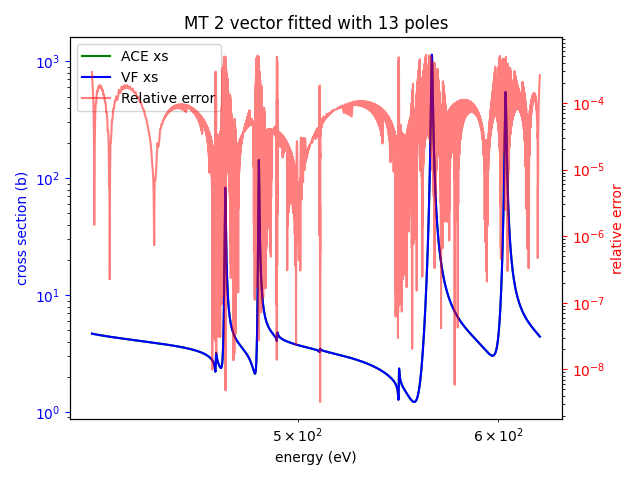 MT 2 vector fitted with 13 poles
ACE xs
VF xs
Relative error
cross section (b)
10³
10²
10¹
10⁰
10⁻⁴
10⁻⁵
10⁻⁶
10⁻⁷
10⁻⁸
relative error
5 × 10²
6 × 10²
energy (eV)